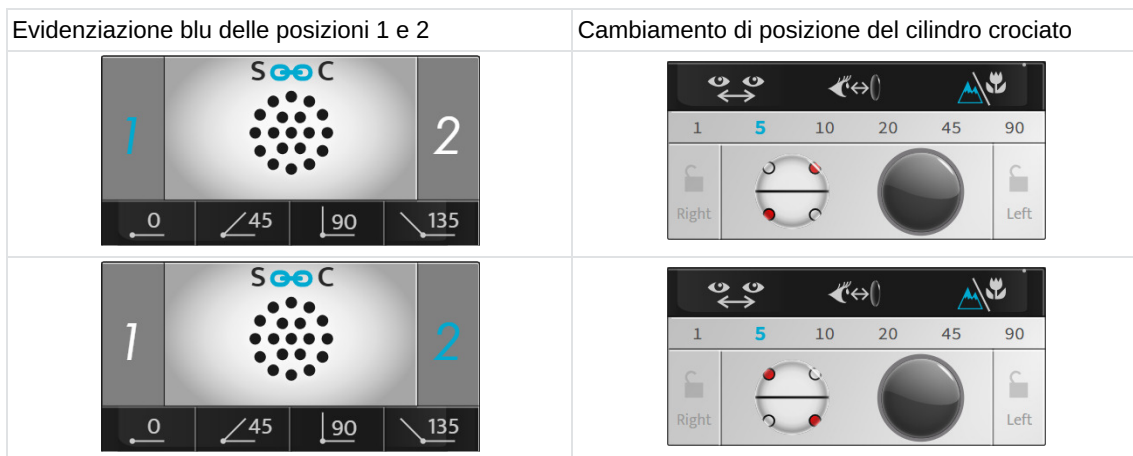 Evidenziazione blu delle posizioni 1 e 2
Cambiamento di posizione del cilindro crociato
S C
1
2
0 45 90 135
1 5 10 20 45 90
Right
Left
S C
1
2
0 45 90 135
1 5 10 20 45 90
Right
Left